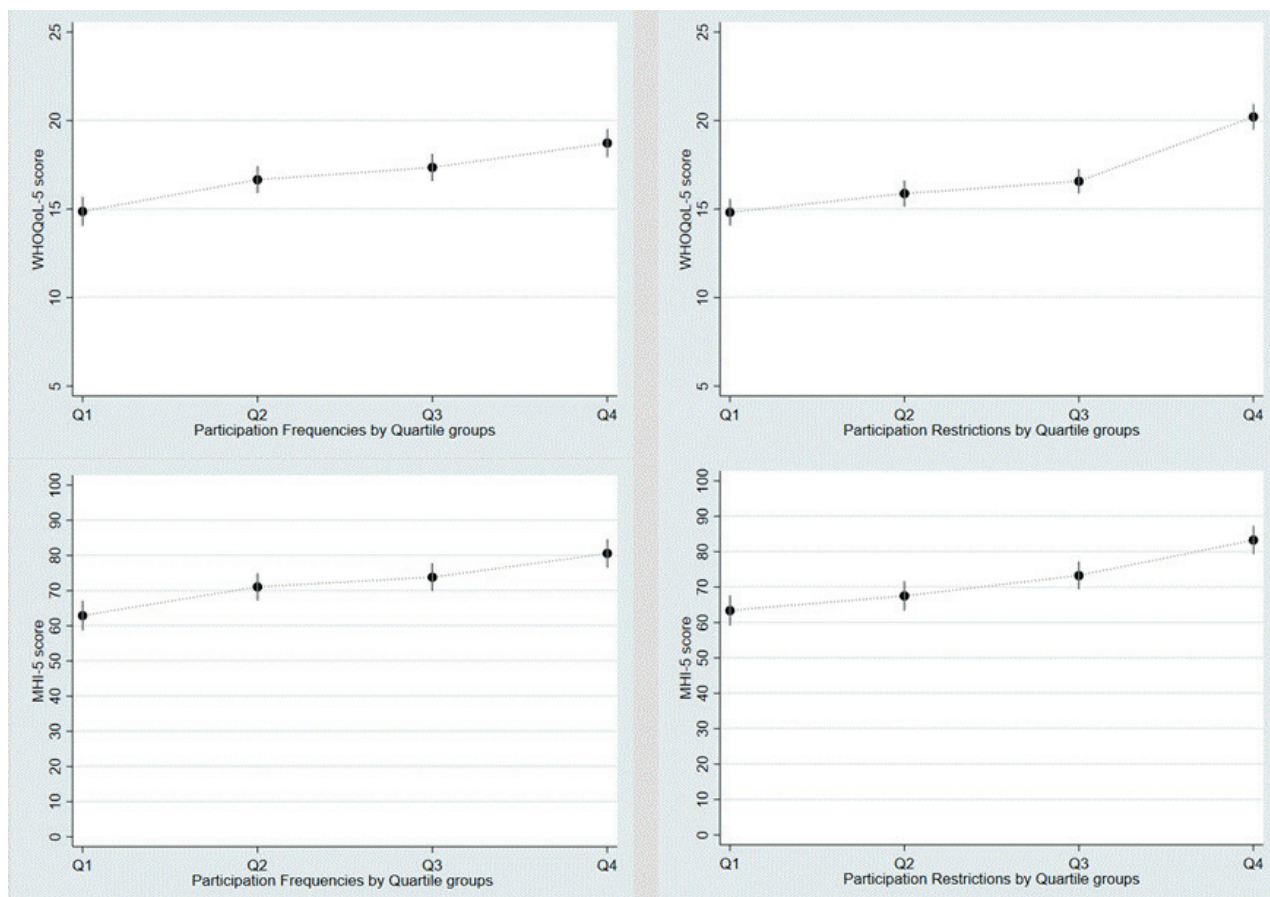 WHOQoL-5 score
25
20
15
10
5
Q1 Q2 Q3 Q4
Participation Frequencies by Quartile groups
WHOQoL-5 score
25
20
15
10
5
Q1 Q2 Q3 Q4
Participation Restrictions by Quartile groups
MHI-5 score
100
90
80
70
60
50
40
30
20
10
0
Q1 Q2 Q3 Q4
Participation Frequencies by Quartile groups
MHI-5 score
100
90
80
70
60
50
40
30
20
10
0
Q1 Q2 Q3 Q4
Participation Restrictions by Quartile groups